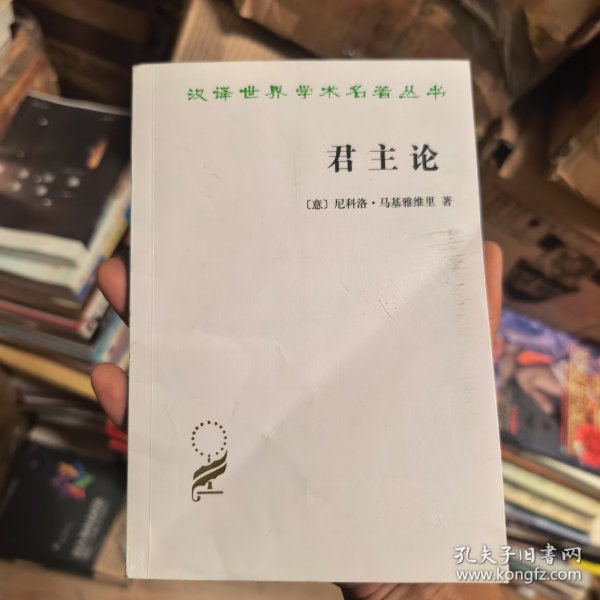 汉译世界学术名著丛书
君主论
〔意〕尼科洛·马基雅维里 著
孔夫子旧书网
www.kongfz.com